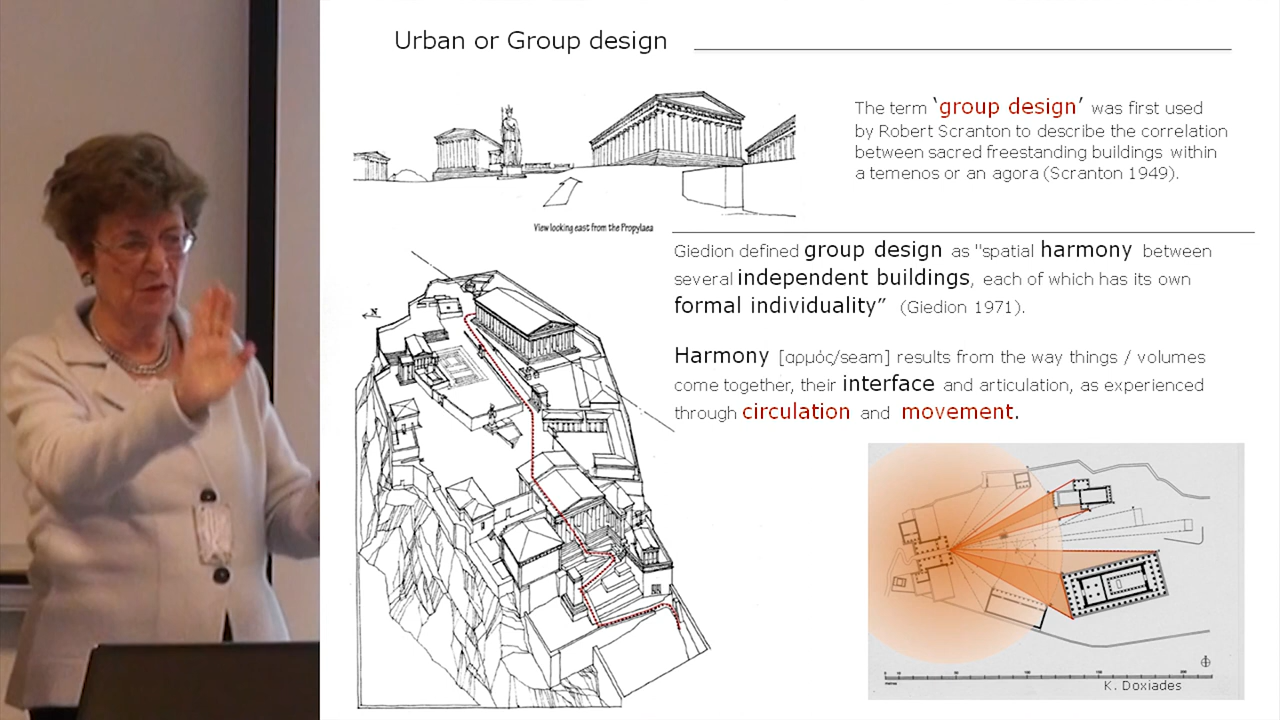 Urban or Group design
The term ‘group design’ was first used
by Robert Scranton to describe the correlation
between sacred freestanding buildings within
a temenos or an agora (Scranton 1949).
View looking east from the Propylaea
Giedion defined group design as "spatial harmony between
several independent buildings, each of which has its own
formal individuality” (Giedion 1971).
N
Harmony [αρμός/seam] results from the way things / volumes
come together, their interface and articulation, as experienced
through circulation and movement.
K. Doxiades